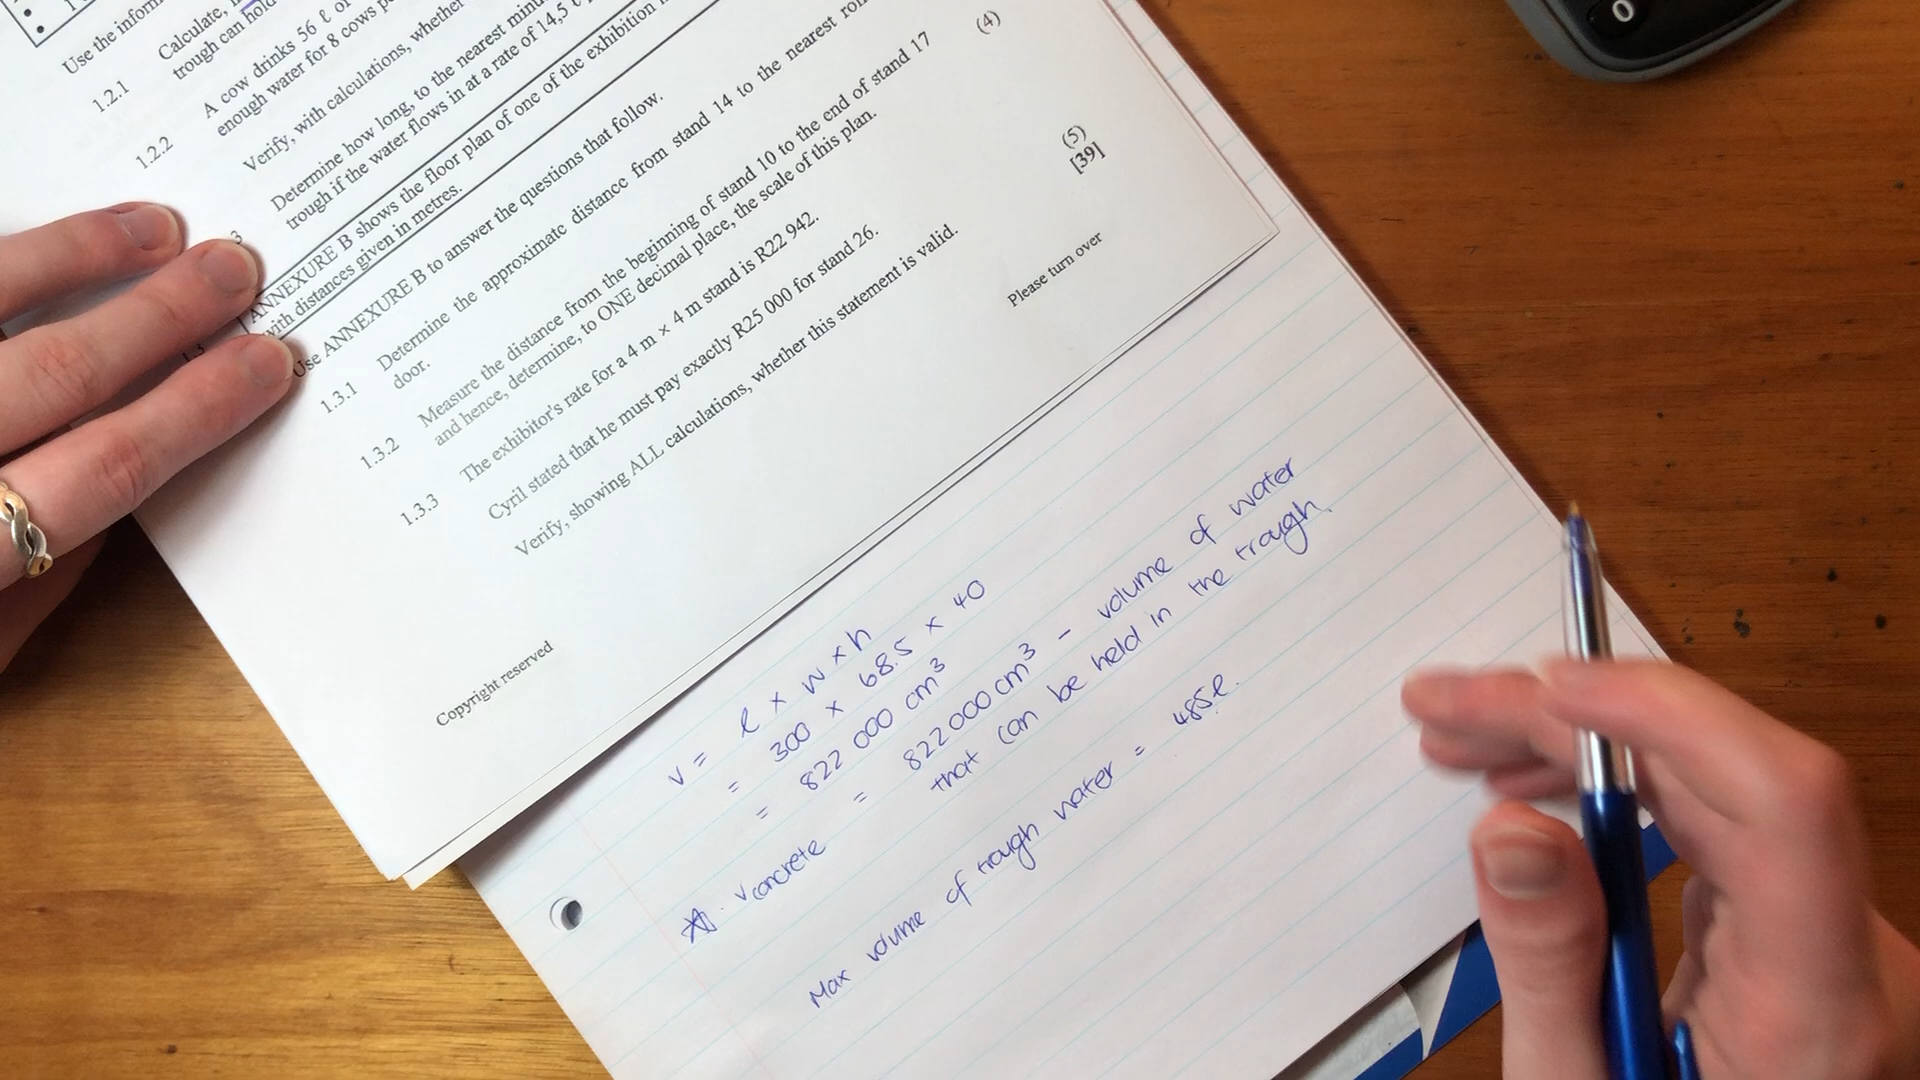 Use the inform
1.2.1 Calculate,
trough can hold
1.2.2 A cow drinks 56 ℓ of
enough water for 8 cows
Verify, with calculations, whether
Determine how long, to the nearest minu
trough if the water flows in at a rate of 14,5 ℓ
1.3 ANNEXURE B shows the floor plan of one of the exhibition
with distances given in metres.
Use ANNEXURE B to answer the questions that follow.
1.3.1 Determine the approximate distance from stand 14 to the nearest
door. (4)
1.3.2 Measure the distance from the beginning of stand 10 to the end of stand 17
and hence, determine, to ONE decimal place, the scale of this plan.
1.3.3 The exhibitor's rate for a 4 m × 4 m stand is R22 942.
Cyril stated that he must pay exactly R25 000 for stand 26.
Verify, showing ALL calculations, whether this statement is valid. (5)
[39]
Copyright reserved Please turn over
v = l × w × h
= 300 × 68.5 × 40
= 822 000 cm³
V concrete = 822 000 cm³ - volume of water
that can be held in the trough.
Max volume of trough water = 485l.
0